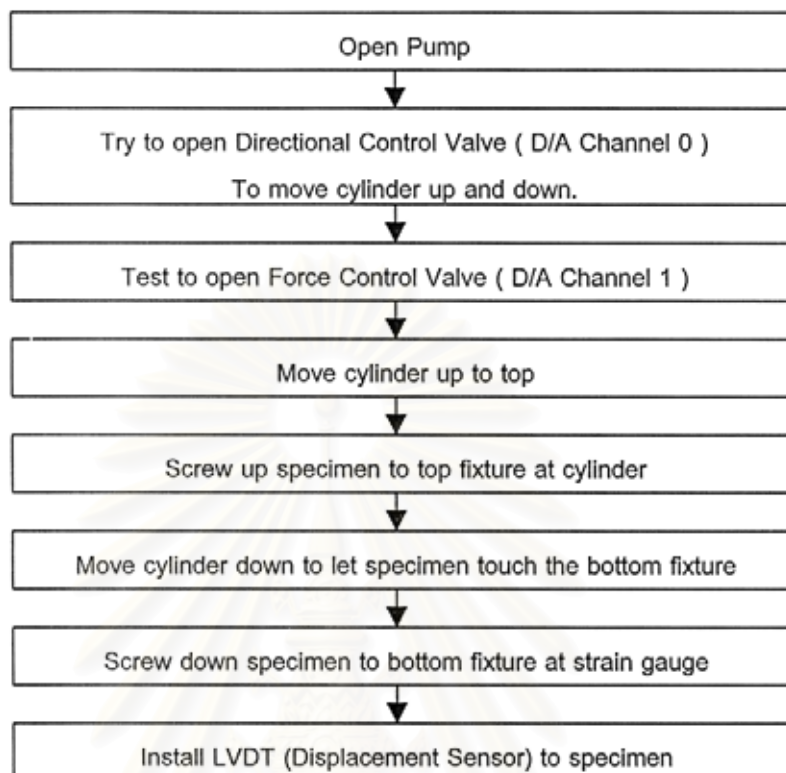 Open Pump
Try to open Directional Control Valve ( D/A Channel 0 )
To move cylinder up and down.
Test to open Force Control Valve ( D/A Channel 1 )
Move cylinder up to top
Screw up specimen to top fixture at cylinder
Move cylinder down to let specimen touch the bottom fixture
Screw down specimen to bottom fixture at strain gauge
Install LVDT (Displacement Sensor) to specimen